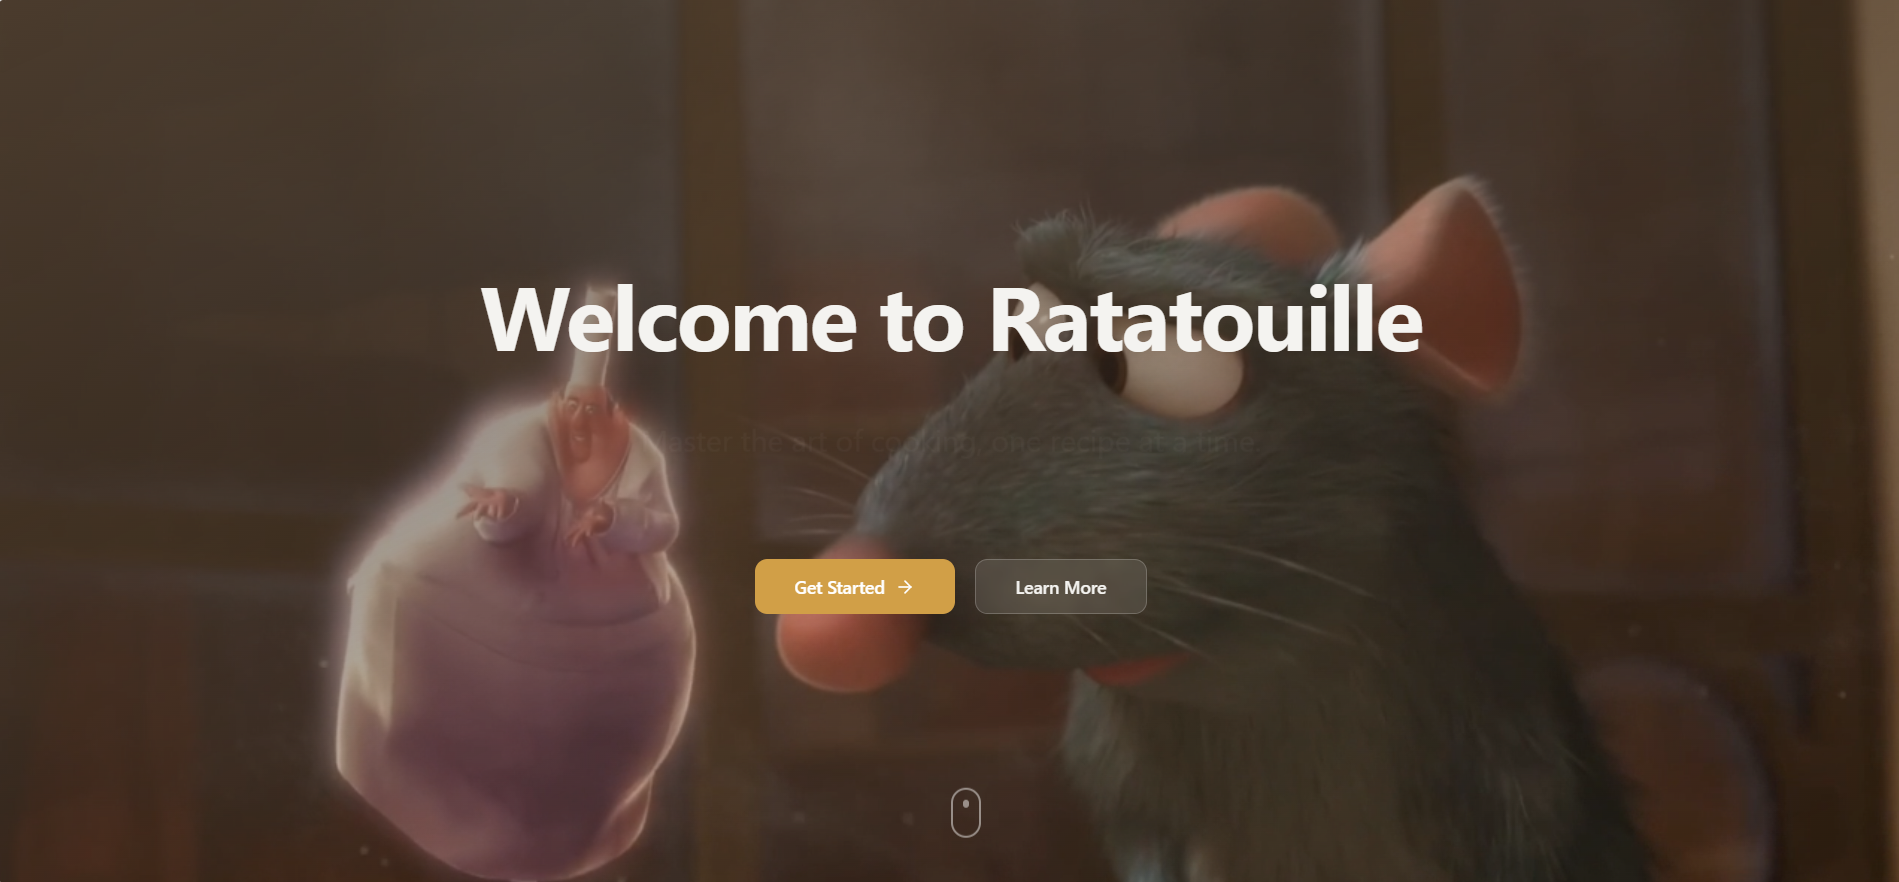 Welcome to Ratatouille
Master the art of cooking, one recipe at a time.
Get Started
Learn More